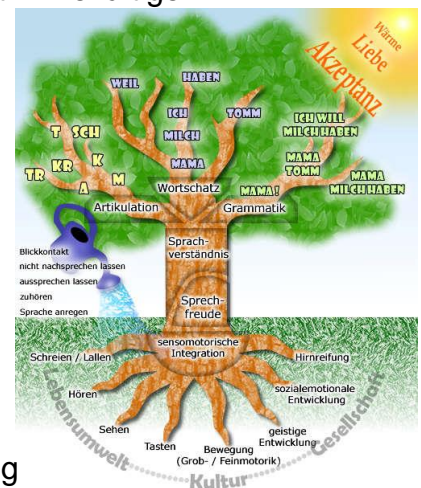 Wärme
Liebe
Akzeptanz
WEIL
HABEN
ICH
TOMM
MILCH
MAMA
T
SCH
KR
K
TR
A
M
ICH WILL
MILCH HABEN
MAMA
TOMM
MAMA
MILCH HABEN
MAMA !
Wortschatz
Artikulation
Grammatik
Blickkontakt
nicht nachsprechen lassen
aussprechen lassen
zuhören
Sprache anregen
Sprach-
verständnis
Sprech-
freude
sensomotorische
Integration
Schreien / Lallen
Hören
Sehen
Tasten
Bewegung
(Grob- / Feinmotorik)
geistige
Entwicklung
sozialemotionale
Entwicklung
Hirnreifung
Lebensumwelt
Kultur
Gesellschaft
g